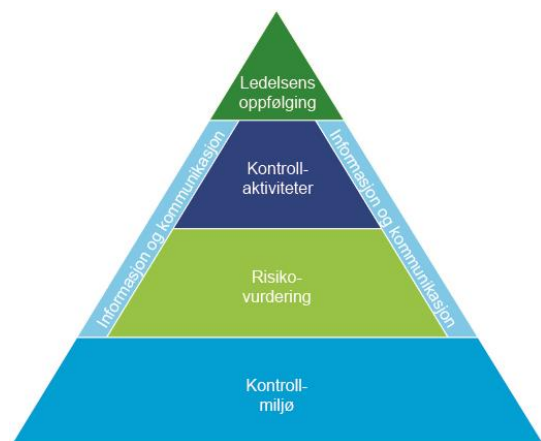 Ledelsens
oppfølging
Informasjon og kommunikasjon
Informasjon og kommunikasjon
Kontroll-
aktiviteter
Risiko-
vurdering
Kontroll-
miljø